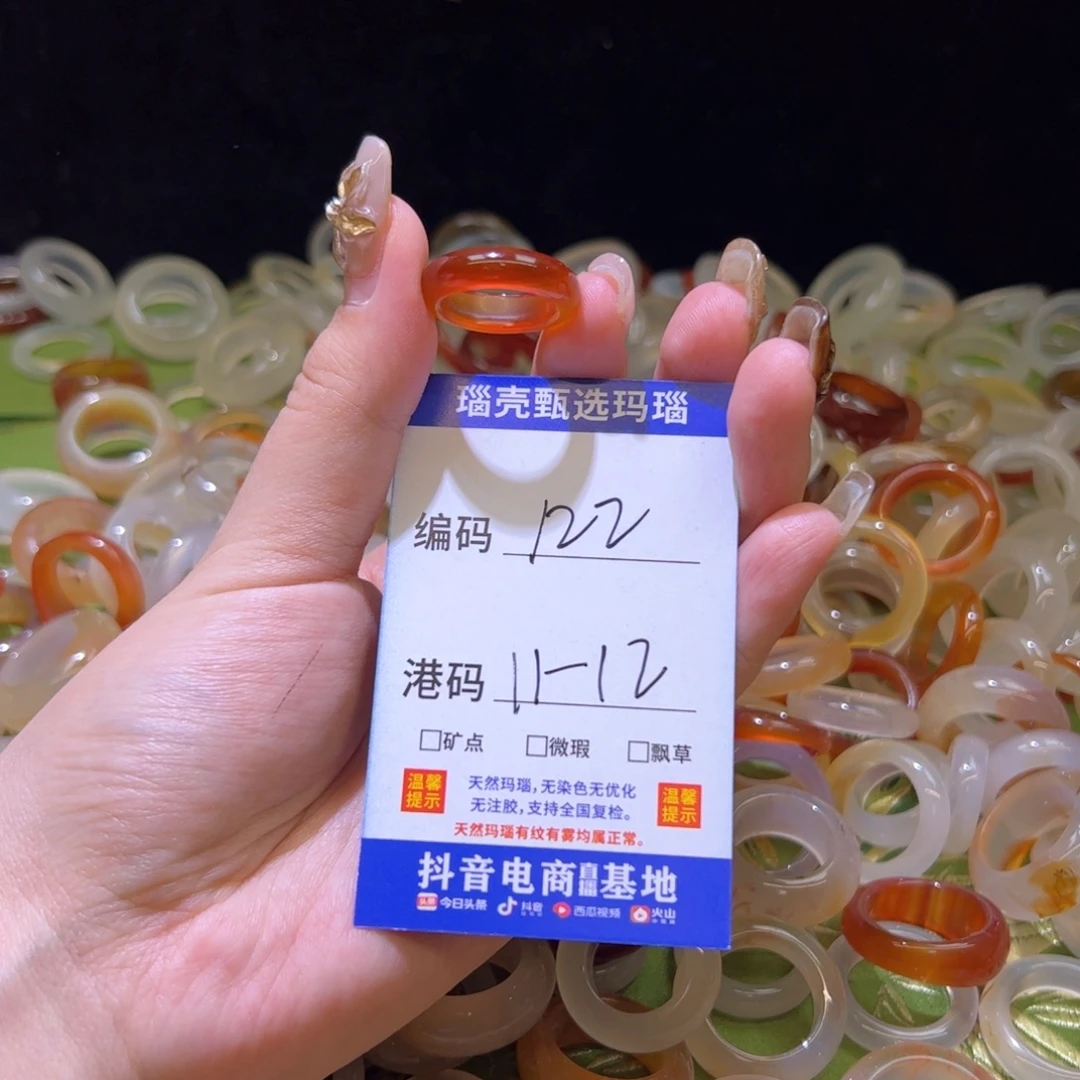 瑙壳甄选玛瑙
编码 122
港码 11-12
□矿点 □微瑕 □飘草
温馨提示
天然玛瑙,无染色无优化
无注胶,支持全国复检。
温馨提示
天然玛瑙有纹有雾均属正常。
抖音电商直播基地
头条 今日头条 抖音 西瓜视频 火山